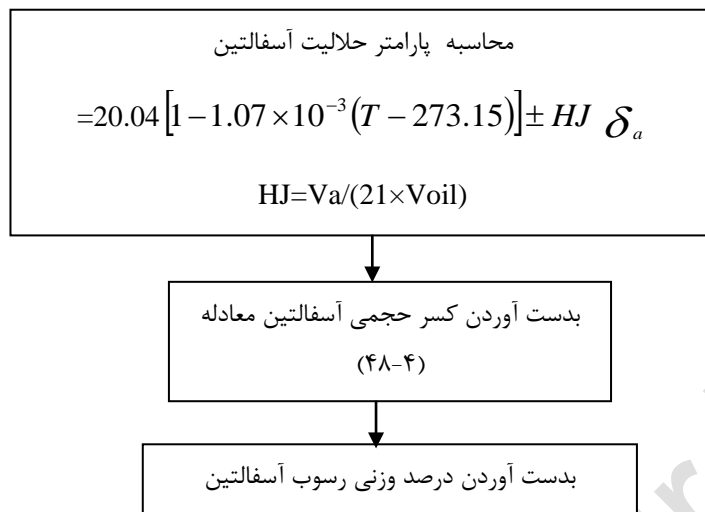 محاسبه پارامتر حلالیت آسفالتین
=20.04[1−1.07×10⁻³(T−273.15)]± HJ δₐ
HJ=Va/(21×Voil)
بدست آوردن کسر حجمی آسفالتین معادله
(۴-۴۸)
بدست آوردن درصد وزنی رسوب آسفالتین